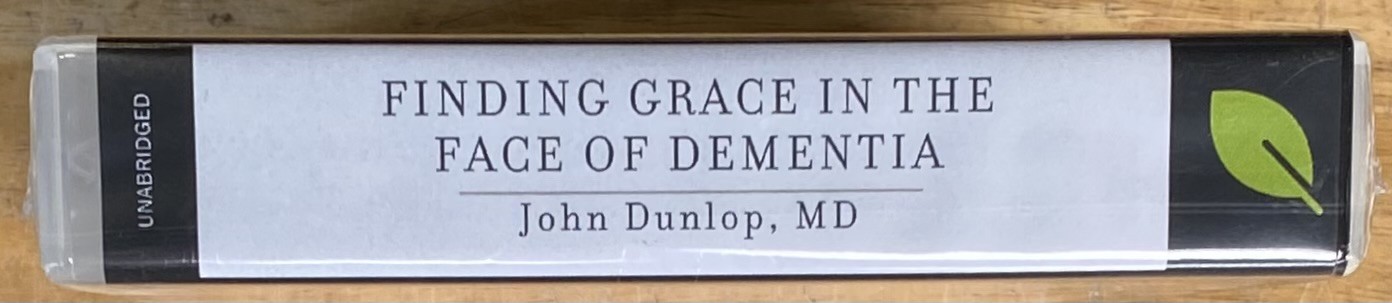 UNABRIDGED
FINDING GRACE IN THE
FACE OF DEMENTIA
John Dunlop, MD